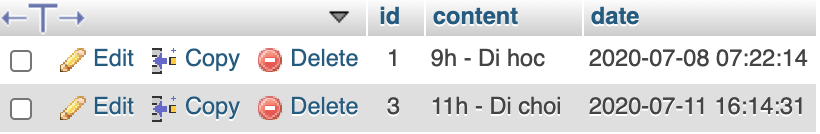 id content date
Edit Copy Delete 1 9h - Di hoc 2020-07-08 07:22:14
Edit Copy Delete 3 11h - Di choi 2020-07-11 16:14:31